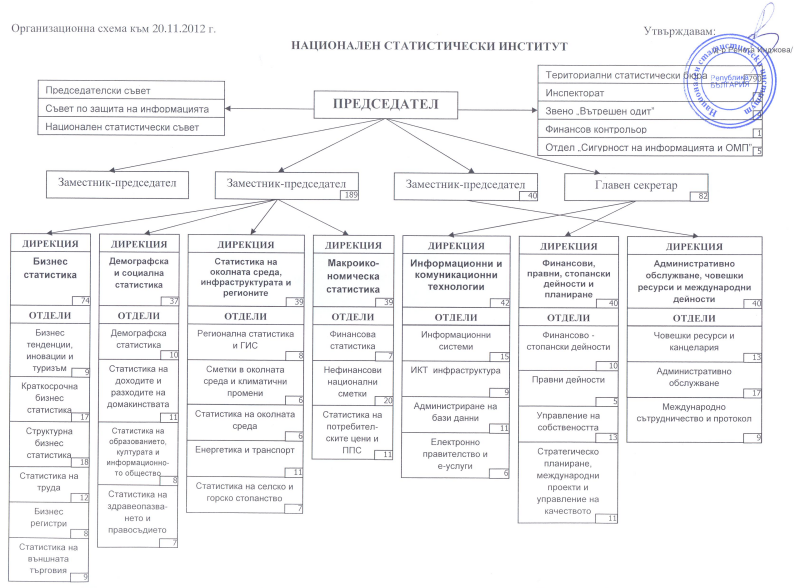 Организационна схема към 20.11.2012 г.
Утвърждавам:
НАЦИОНАЛЕН СТАТИСТИЧЕСКИ ИНСТИТУТ
Република
БЪЛГАРИЯ
Председателски съвет
Съвет по защита на информацията
Национален статистически съвет
ПРЕДСЕДАТЕЛ
Териториални статистически бюра
Инспекторат
Звено „Вътрешен одит"
Финансов контрольор
1
Отдел „Сигурност на информацията и ОМП"
5
Заместник-председател
Заместник-председател
189
Заместник-председател
40
Главен секретар
82
ДИРЕКЦИЯ
Бизнес
статистика
74
ОТДЕЛИ
Бизнес
тенденции,
иновации и
туризъм
9
Краткосрочна
бизнес
статистика
17
Структурна
бизнес
статистика
18
Статистика на
труда
12
Бизнес
регистри
8
Статистика на
външната
търговия
9
ДИРЕКЦИЯ
Демографска
и социална
статистика
37
ОТДЕЛИ
Демографска
статистика
10
Статистика на
доходите и
разходите на
домакинствата
11
Статистика на
образованието,
културата и
информационно-
то общество
8
Статистика на
здравеопазва-
нето и
правосъдието
7
ДИРЕКЦИЯ
Статистика на
околната среда,
инфраструктурата и
регионите
39
ОТДЕЛИ
Регионална статистика
и ГИС
8
Сметки в околната
среда и климатични
промени
6
Статистика на околната
среда
6
Енергетика и транспорт
11
Статистика на селско и
горско стопанство
7
ДИРЕКЦИЯ
Макроико-
номическа
статистика
39
ОТДЕЛИ
Финансова
статистика
7
Нефинансови
национални
сметки
20
Статистика на
потребител-
ските цени и
ППС
11
ДИРЕКЦИЯ
Информационни и
комуникационни
технологии
42
ОТДЕЛИ
Информационни
системи
15
ИКТ инфраструктура
9
Администриране на
бази данни
11
Електронно
правителство и
е-услуги
6
ДИРЕКЦИЯ
Финансови,
правни, стопански
дейности и
планиране
40
ОТДЕЛИ
Финансово -
стопански дейности
10
Правни дейности
5
Управление на
собствеността
13
Стратегическо
планиране,
международни
проекти и
управление на
качеството
11
ДИРЕКЦИЯ
Административно
обслужване, човешки
ресурси и международни
дейности
40
ОТДЕЛИ
Човешки ресурси и
канцелария
13
Административно
обслужване
17
Международно
сътрудничество и протокол
9